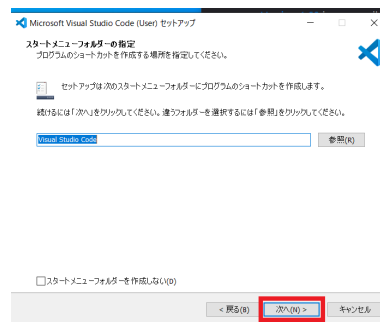 Microsoft Visual Studio Code (User) セットアップ
スタートメニューフォルダーの指定
プログラムのショートカットを作成する場所を指定してください。
セットアップは次のスタートメニューフォルダーにプログラムのショートカットを作成します。
続けるには「次へ」をクリックしてください。違うフォルダーを選択するには「参照」をクリックしてください。
Visual Studio Code 参照(R)
スタートメニューフォルダーを作成しない(D)
< 戻る(B) 次へ(N) > キャンセル